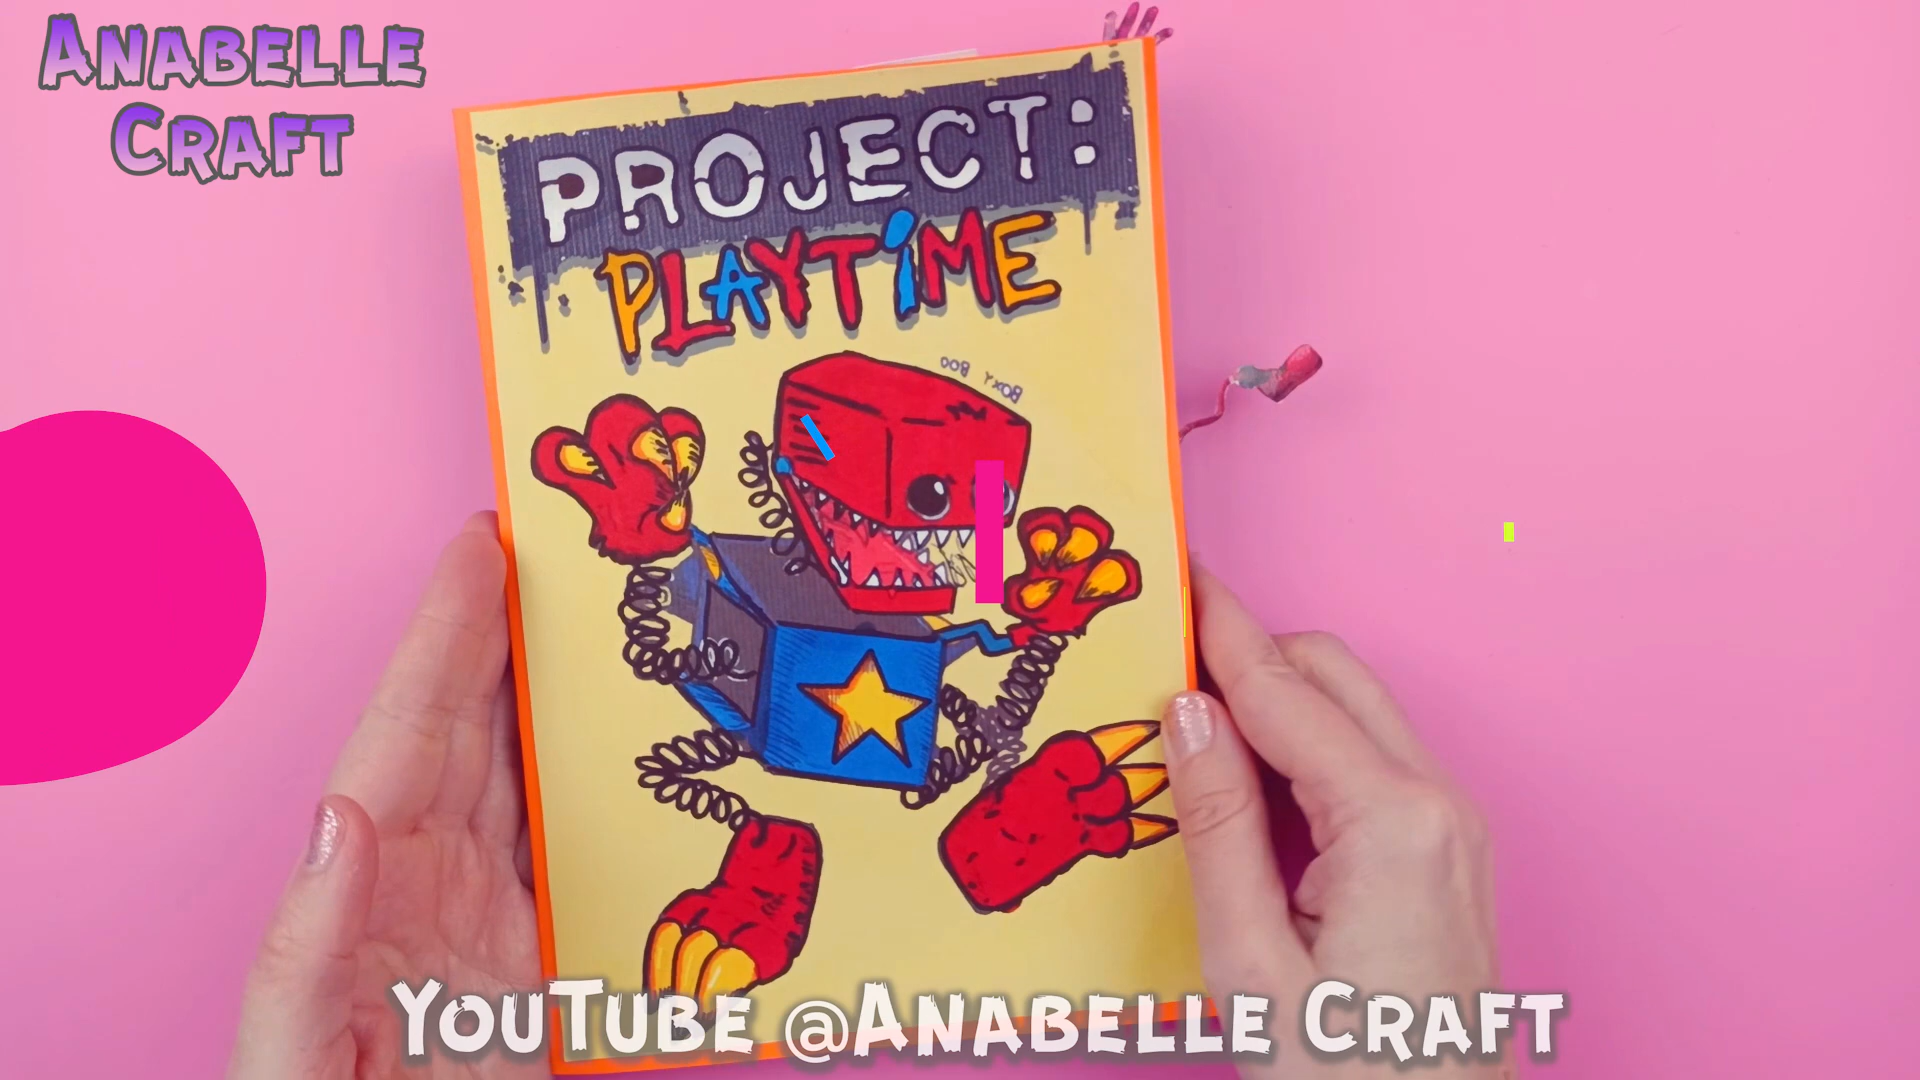 ANABELLE
CRAFT
PROJECT:
PLAYTIME
BOXY BOO
YOUTUBE @ANABELLE CRAFT